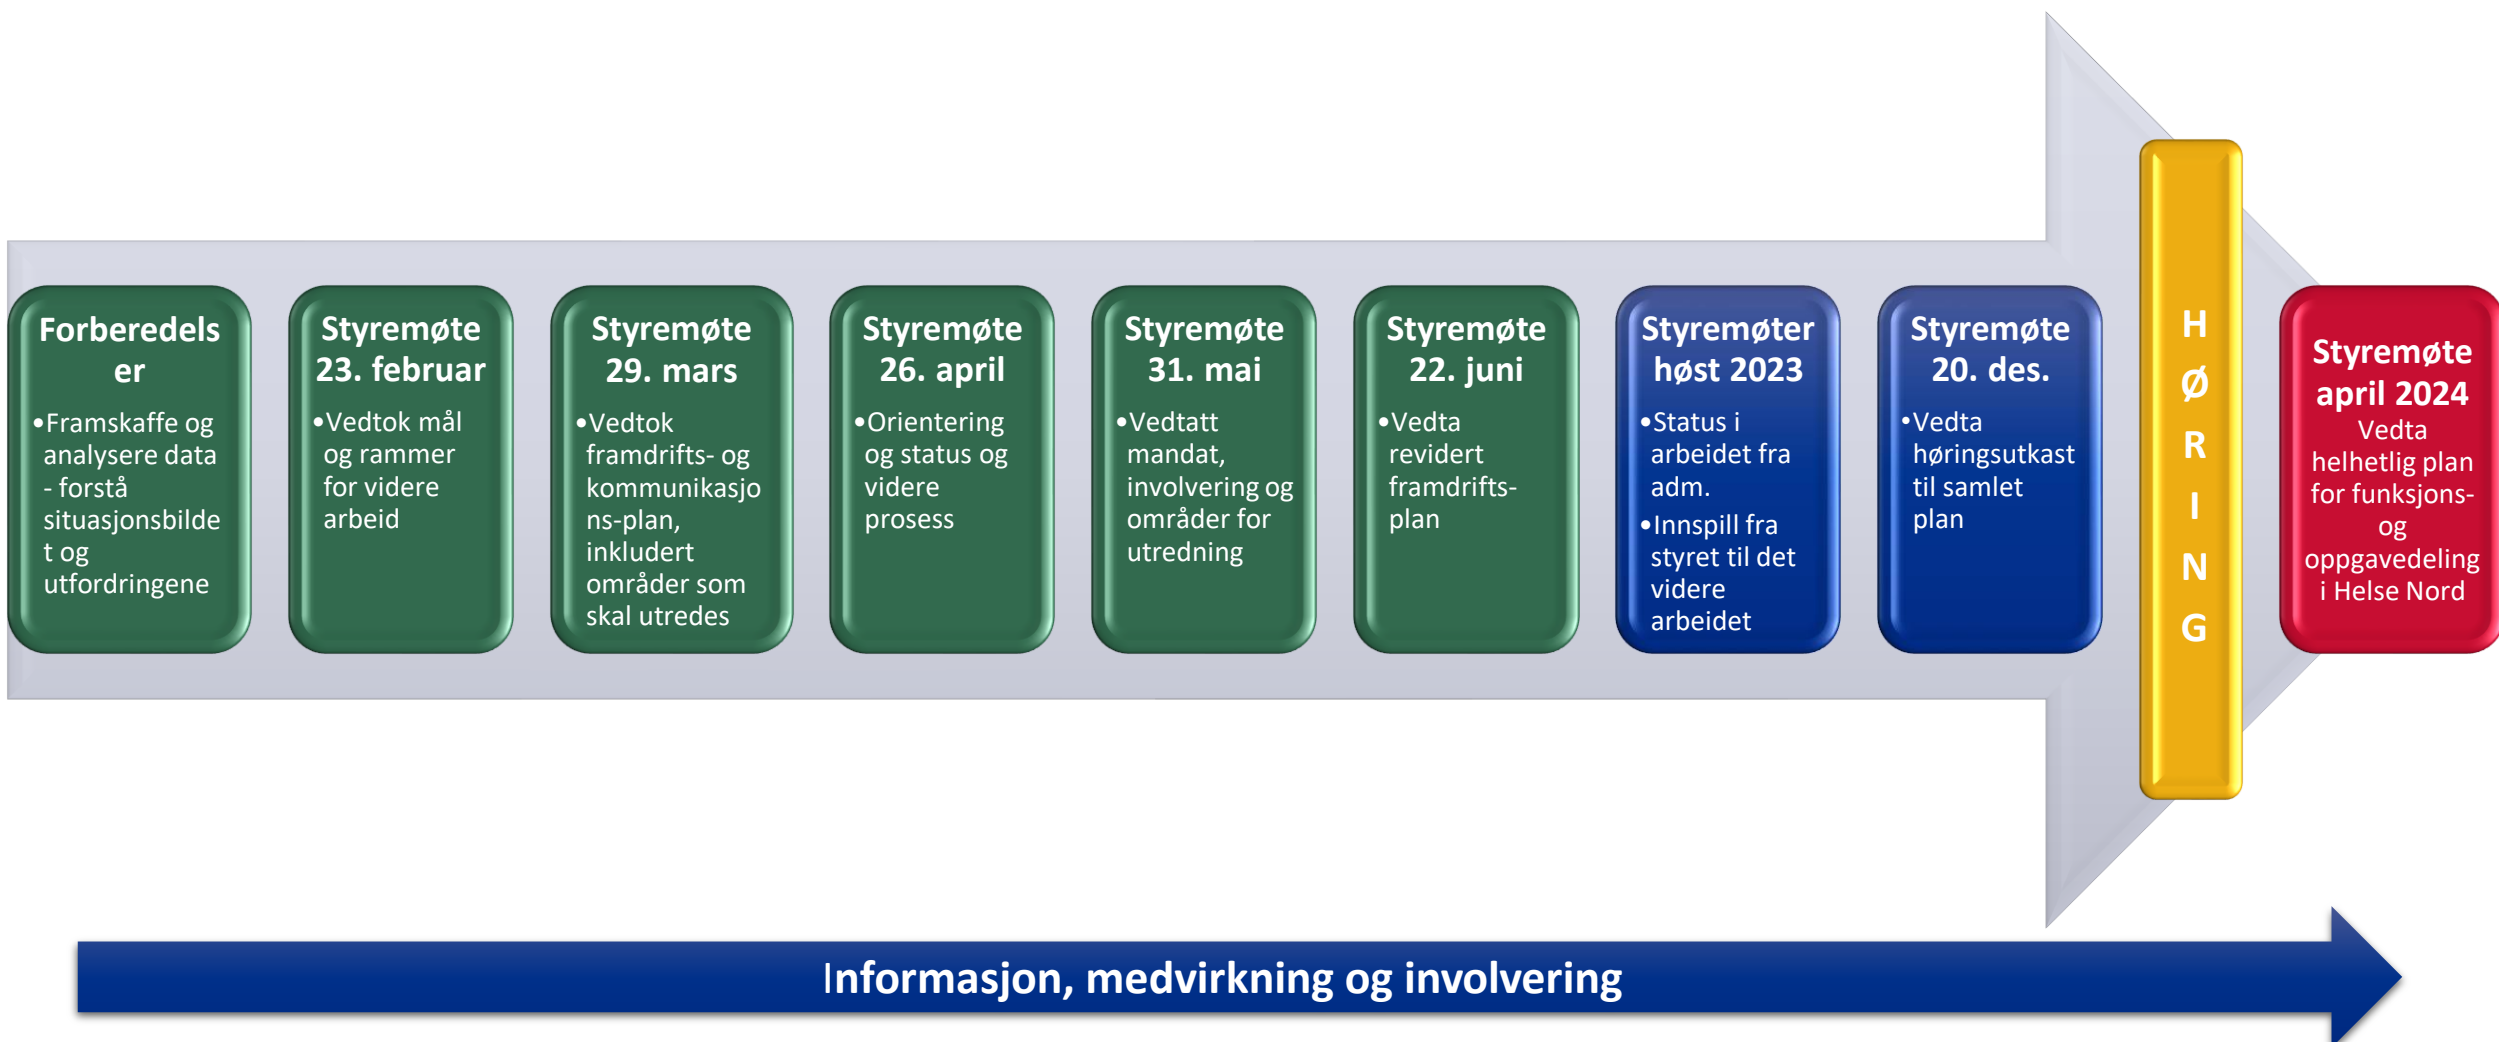 Forberedels
er
•Framskaffe og
analysere data
- forstå
situasjonsbilde
t og
utfordringene
Styremøte
23. februar
•Vedtok mål
og rammer
for videre
arbeid
Styremøte
29. mars
•Vedtok
framdrifts- og
kommunikasjo
ns-plan,
inkludert
områder som
skal utredes
Styremøte
26. april
•Orientering
og status og
videre
prosess
Styremøte
31. mai
•Vedtatt
mandat,
involvering og
områder for
utredning
Styremøte
22. juni
•Vedta
revidert
framdrifts-
plan
Styremøter
høst 2023
•Status i
arbeidet fra
adm.
•Innspill fra
styret til det
videre
arbeidet
Styremøte
20. des.
•Vedta
høringsutkast
til samlet
plan
H
Ø
R
I
N
G
Styremøte
april 2024
Vedta
helhetlig plan
for funksjons-
og
oppgavedeling
i Helse Nord
Informasjon, medvirkning og involvering